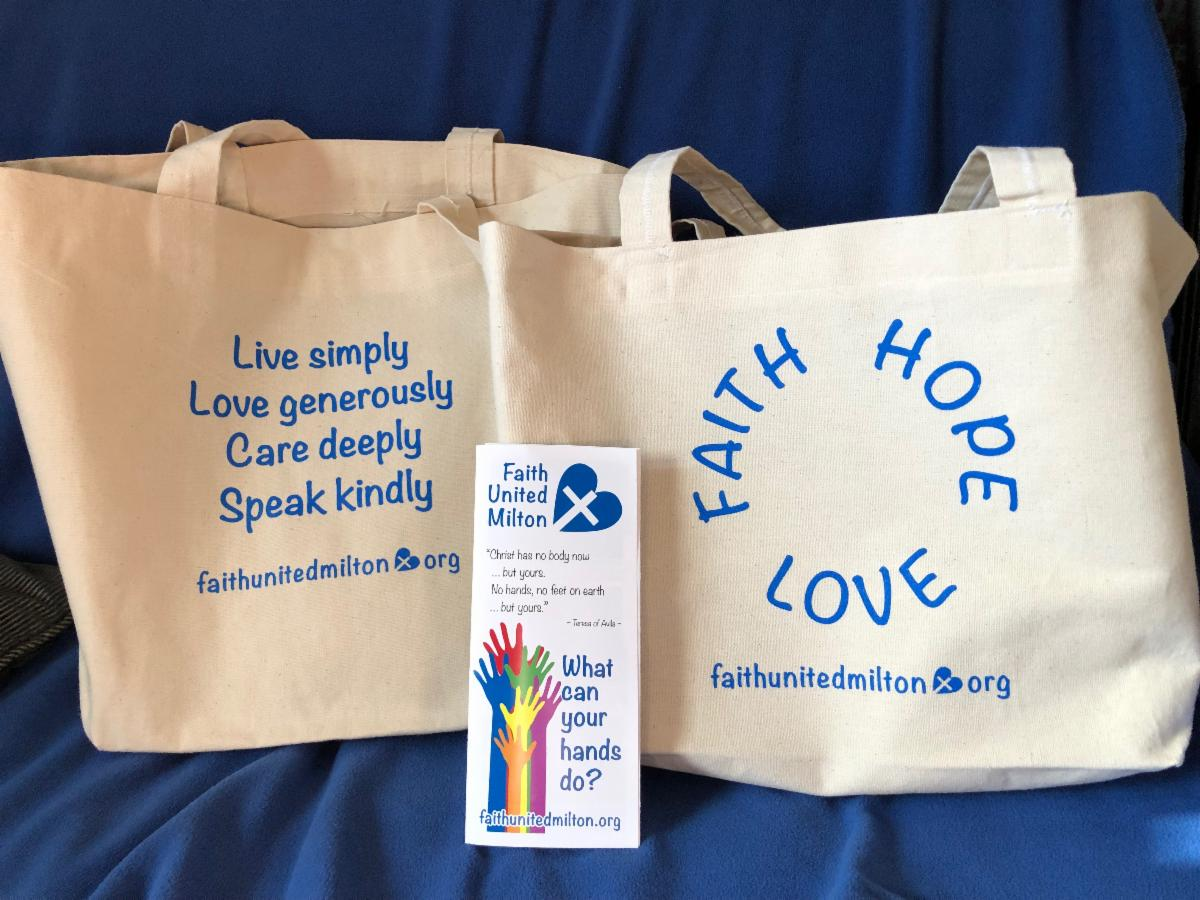 Live simply
Love generously
Care deeply
Speak kindly
faithunitedmilton org
Faith
United
Milton
“Christ has no body now
... but yours.
No hands, no feet on earth
... but yours.”
~ Teresa of Avila ~
What
can
your
hands
do?
faithunitedmilton.org
FAITH HOPE
LOVE
faithunitedmilton org